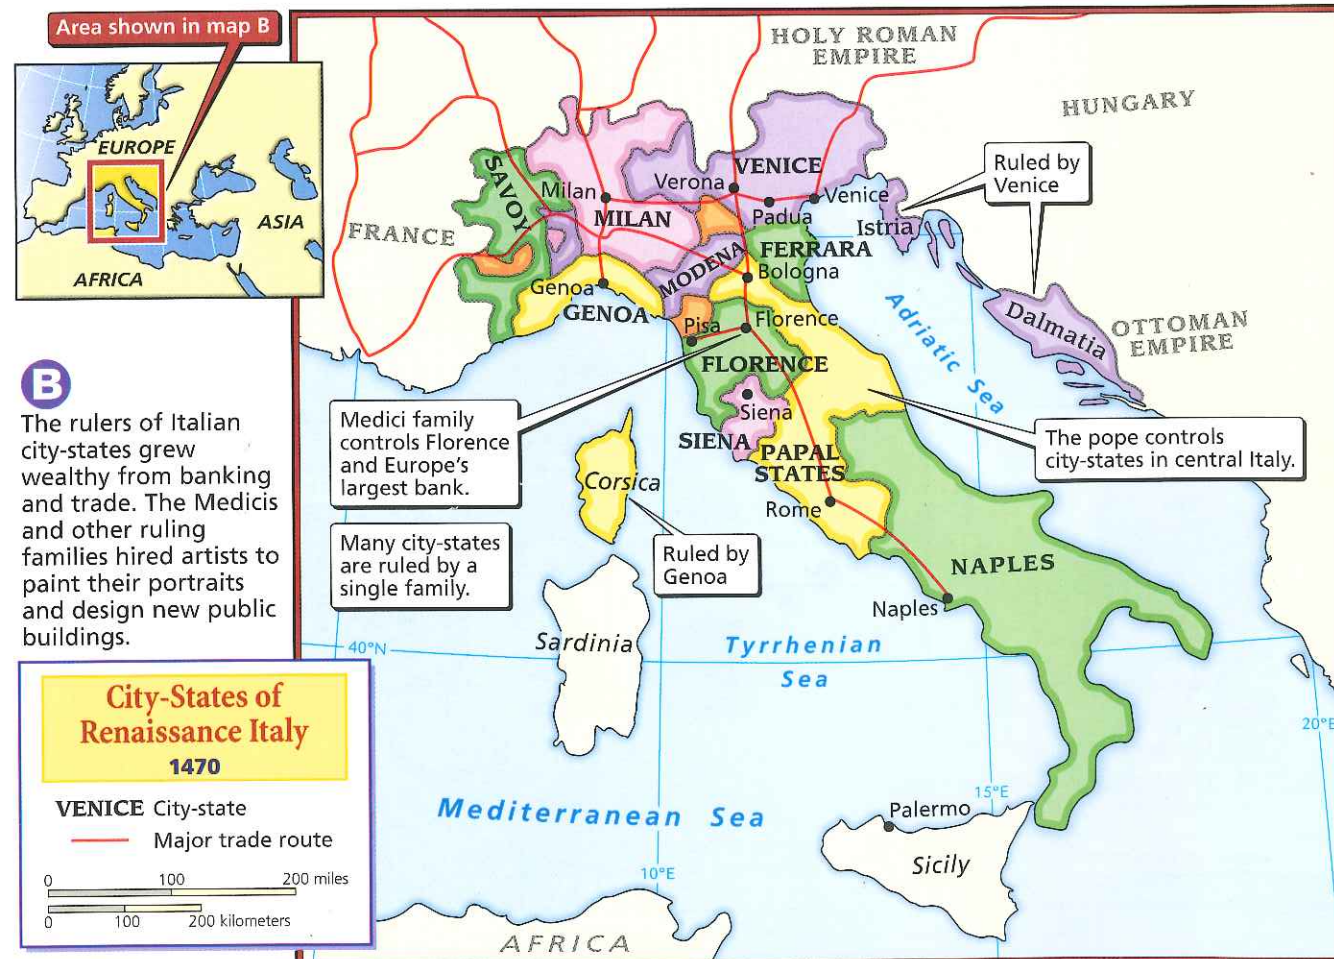 Area shown in map B
EUROPE
ASIA
AFRICA
B
The rulers of Italian
city-states grew
wealthy from banking
and trade. The Medicis
and other ruling
families hired artists to
paint their portraits
and design new public
buildings.
City-States of
Renaissance Italy
1470
VENICE City-state
Major trade route
0 100 200 miles
0 100 200 kilometers
HOLY ROMAN
EMPIRE
HUNGARY
Ruled by
Venice
SAVOY
Milan
MILAN
Verona
VENICE
Padua
Venice
Istria
FRANCE
FERRARA
MODENA
Bologna
Genoa
GENOA
Pisa
Florence
FLORENCE
Adriatic Sea
Dalmatia
OTTOMAN
EMPIRE
Medici family
controls Florence
and Europe's
largest bank.
Siena
SIENA
PAPAL
STATES
The pope controls
city-states in central Italy.
Corsica
Rome
Many city-states
are ruled by a
single family.
Ruled by
Genoa
NAPLES
Naples
Sardinia
40°N
Tyrrhenian
Sea
20°E
15°E
Mediterranean Sea
Palermo
Sicily
10°E
AFRICA